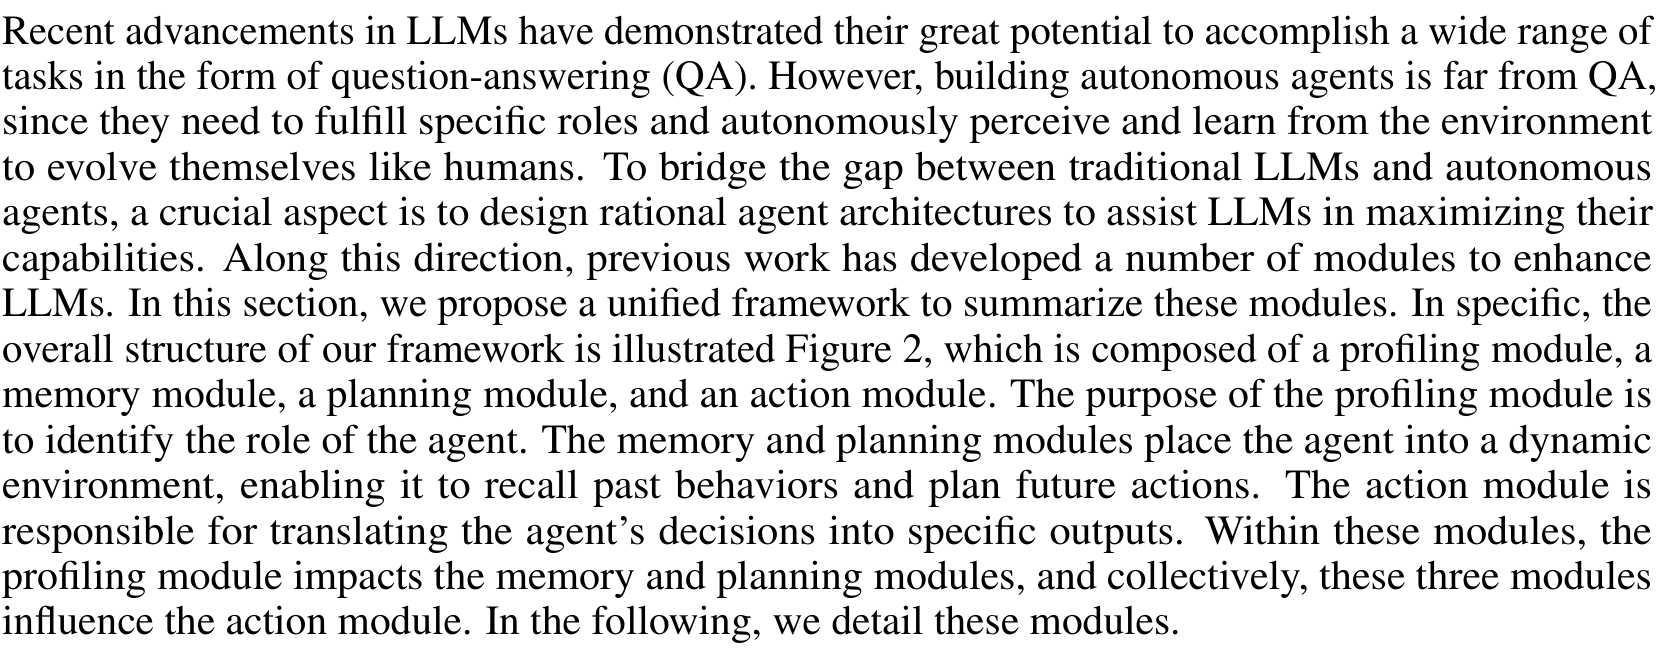 Recent advancements in LLMs have demonstrated their great potential to accomplish a wide range of
tasks in the form of question-answering (QA). However, building autonomous agents is far from QA,
since they need to fulfill specific roles and autonomously perceive and learn from the environment
to evolve themselves like humans. To bridge the gap between traditional LLMs and autonomous
agents, a crucial aspect is to design rational agent architectures to assist LLMs in maximizing their
capabilities. Along this direction, previous work has developed a number of modules to enhance
LLMs. In this section, we propose a unified framework to summarize these modules. In specific, the
overall structure of our framework is illustrated Figure 2, which is composed of a profiling module, a
memory module, a planning module, and an action module. The purpose of the profiling module is
to identify the role of the agent. The memory and planning modules place the agent into a dynamic
environment, enabling it to recall past behaviors and plan future actions. The action module is
responsible for translating the agent’s decisions into specific outputs. Within these modules, the
profiling module impacts the memory and planning modules, and collectively, these three modules
influence the action module. In the following, we detail these modules.